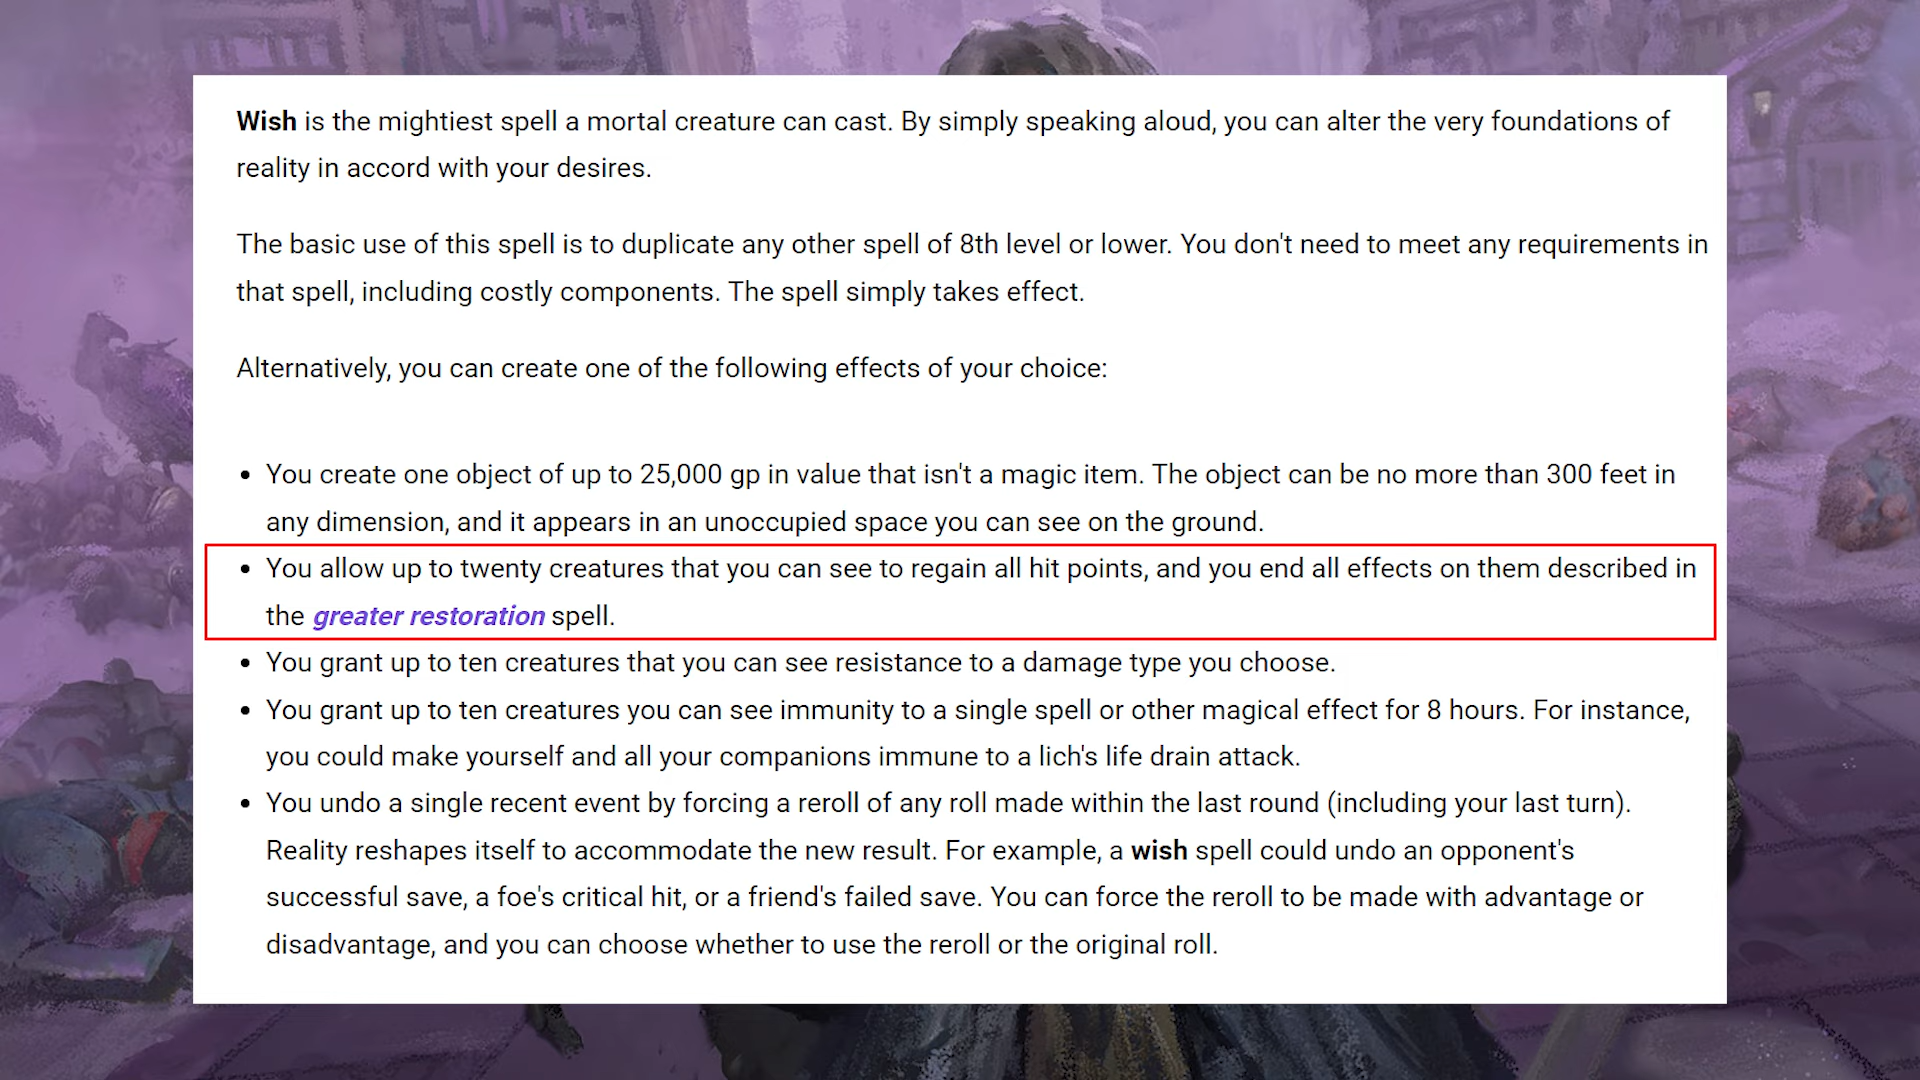 Wish is the mightiest spell a mortal creature can cast. By simply speaking aloud, you can alter the very foundations of
reality in accord with your desires.
The basic use of this spell is to duplicate any other spell of 8th level or lower. You don't need to meet any requirements in
that spell, including costly components. The spell simply takes effect.
Alternatively, you can create one of the following effects of your choice:
• You create one object of up to 25,000 gp in value that isn't a magic item. The object can be no more than 300 feet in
any dimension, and it appears in an unoccupied space you can see on the ground.
• You allow up to twenty creatures that you can see to regain all hit points, and you end all effects on them described in
the greater restoration spell.
• You grant up to ten creatures that you can see resistance to a damage type you choose.
• You grant up to ten creatures you can see immunity to a single spell or other magical effect for 8 hours. For instance,
you could make yourself and all your companions immune to a lich's life drain attack.
• You undo a single recent event by forcing a reroll of any roll made within the last round (including your last turn).
Reality reshapes itself to accommodate the new result. For example, a wish spell could undo an opponent's
successful save, a foe's critical hit, or a friend's failed save. You can force the reroll to be made with advantage or
disadvantage, and you can choose whether to use the reroll or the original roll.